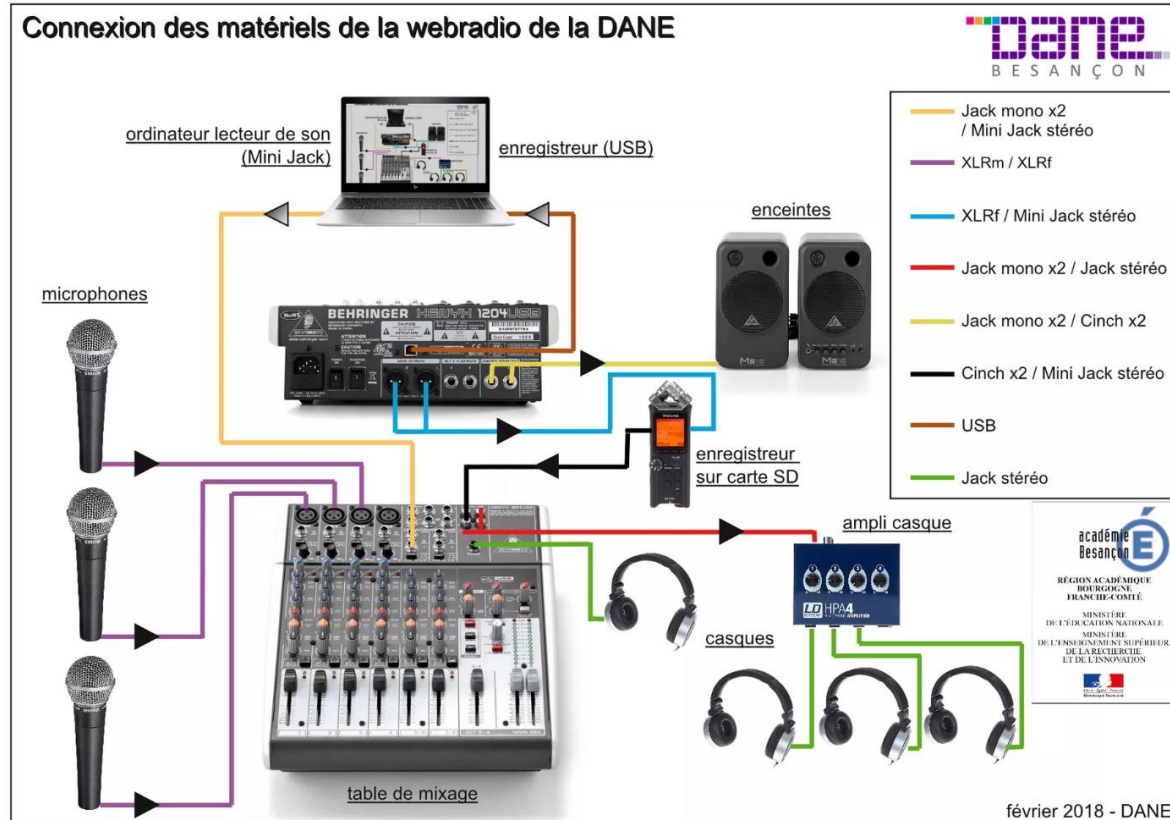 Connexion des matériels de la webradio de la DANE
Dane
BESANÇON
ordinateur lecteur de son
(Mini Jack)
enregistreur (USB)
enceintes
microphones
BEHRINGER XENYX 1204USB
enregistreur
sur carte SD
ampli casque
HPA4
casques
table de mixage
Jack mono x2
/ Mini Jack stéréo
XLRm / XLRf
XLRf / Mini Jack stéréo
Jack mono x2 / Jack stéréo
Jack mono x2 / Cinch x2
Cinch x2 / Mini Jack stéréo
USB
Jack stéréo
académie
Besançon
RÉGION ACADÉMIQUE
BOURGOGNE
FRANCHE-COMTÉ
MINISTÈRE
DE L'ÉDUCATION NATIONALE
MINISTÈRE
DE L'ENSEIGNEMENT SUPÉRIEUR,
DE LA RECHERCHE
ET DE L'INNOVATION
février 2018 - DANE